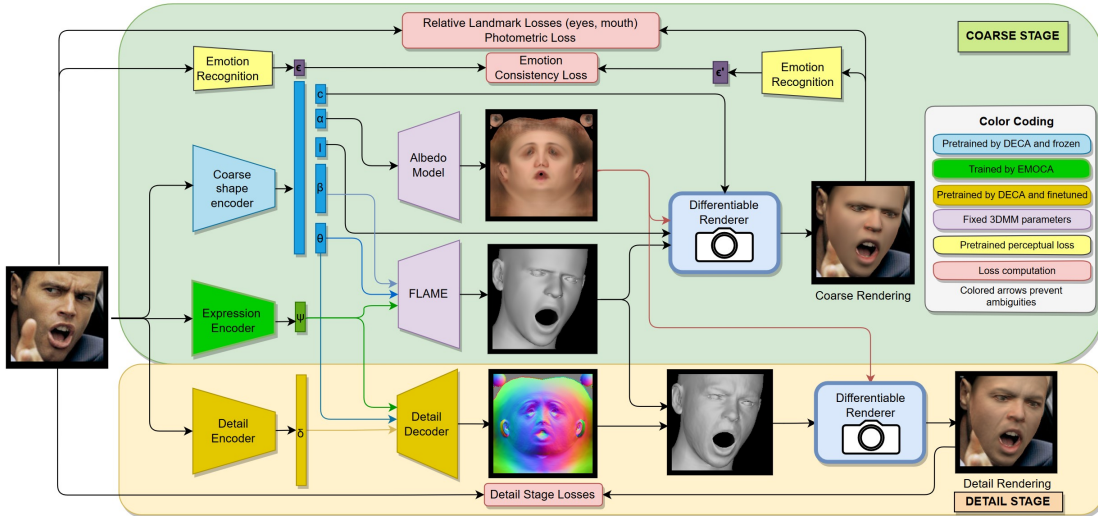 Relative Landmark Losses (eyes, mouth)
Photometric Loss
COARSE STAGE
Emotion
Recognition
ϵ
Emotion
Consistency Loss
ϵ'
Emotion
Recognition
c
α
l
β
θ
Albedo
Model
Coarse
shape
encoder
Differentiable
Renderer
Coarse Rendering
Color Coding
Pretrained by DECA and frozen
Trained by EMOCA
Pretrained by DECA and finetuned
Fixed 3DMM parameters
Pretrained perceptual loss
Loss computation
Colored arrows prevent
ambiguities
FLAME
Expression
Encoder
ψ
Detail
Encoder
δ
Detail
Decoder
Differentiable
Renderer
Detail Rendering
Detail Stage Losses
DETAIL STAGE